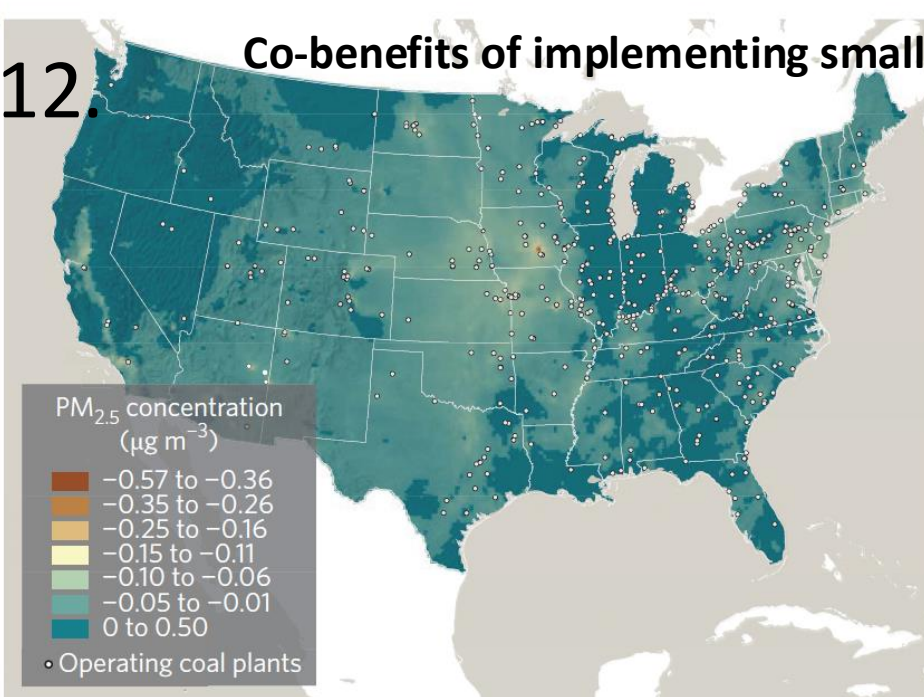 Co-benefits of implementing small
12.
PM2.5 concentration
(μg m−3)
−0.57 to −0.36
−0.35 to −0.26
−0.25 to −0.16
−0.15 to −0.11
−0.10 to −0.06
−0.05 to −0.01
0 to 0.50
Operating coal plants